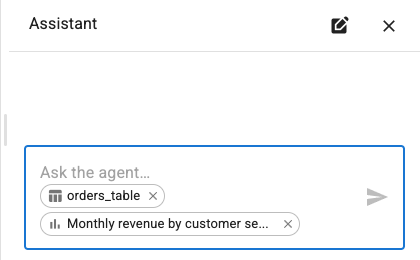 Assistant
Ask the agent…
orders_table
Monthly revenue by customer se...